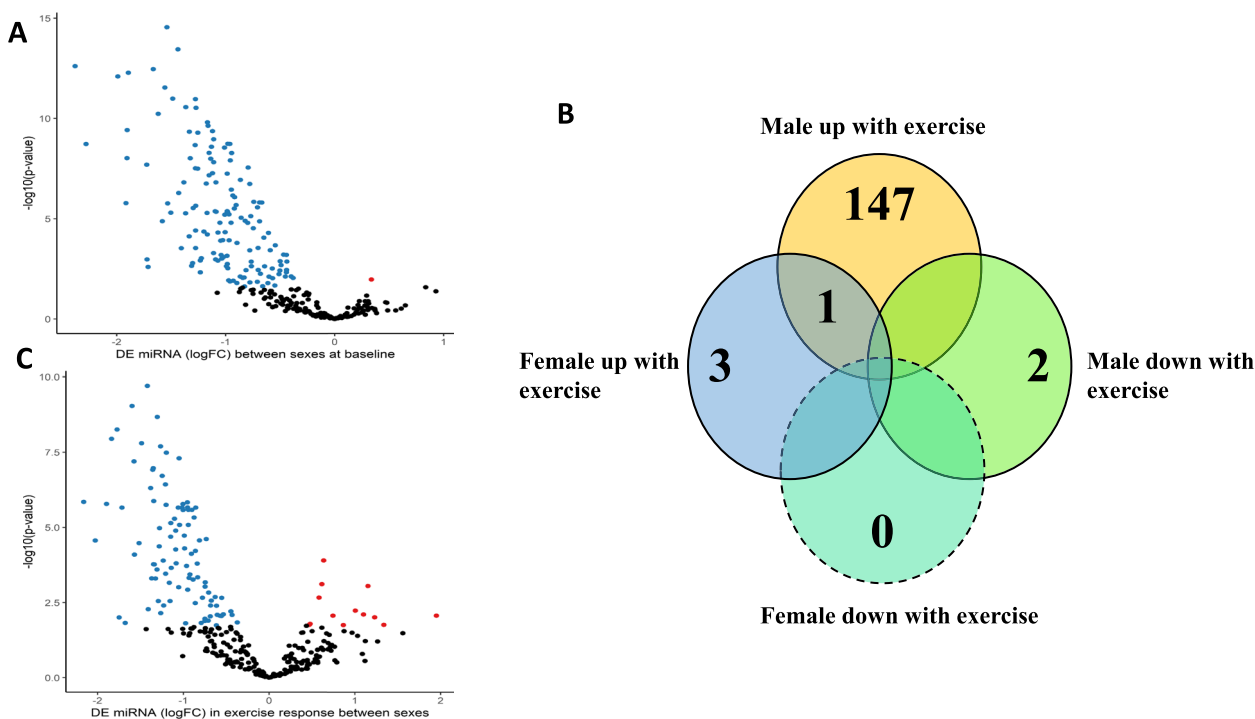 A
15
10
5
0
-log10(p-value)
-2
-1
0
1
DE miRNA (logFC) between sexes at baseline
B
Male up with exercise
147
1
Female up with
exercise
3
2
Male down with
exercise
0
Female down with exercise
C
10.0
7.5
5.0
2.5
0.0
-log10(p-value)
-2
-1
0
1
2
DE miRNA (logFC) in exercise response between sexes